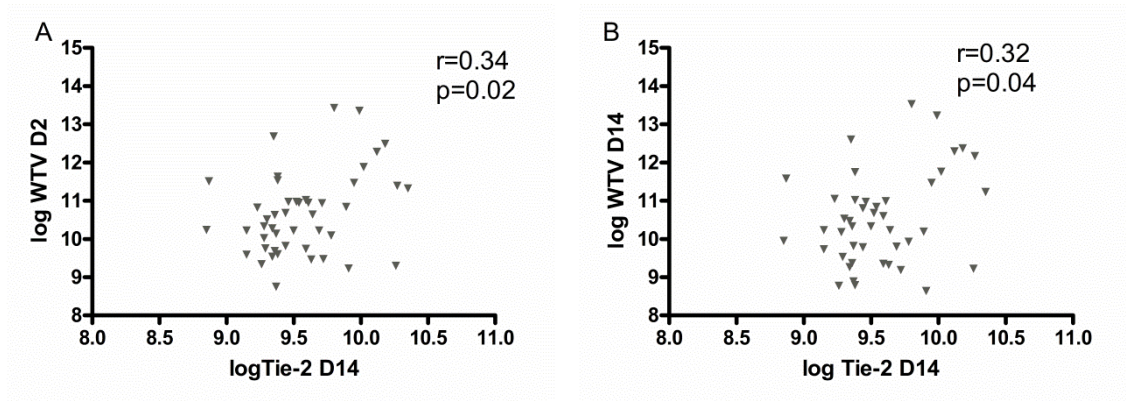 A
r=0.34
p=0.02
15
14
13
12
11
10
9
8
log WTV D2
8.0 8.5 9.0 9.5 10.0 10.5 11.0
logTie-2 D14
B
r=0.32
p=0.04
15
14
13
12
11
10
9
8
log WTV D14
8.0 8.5 9.0 9.5 10.0 10.5 11.0
log Tie-2 D14